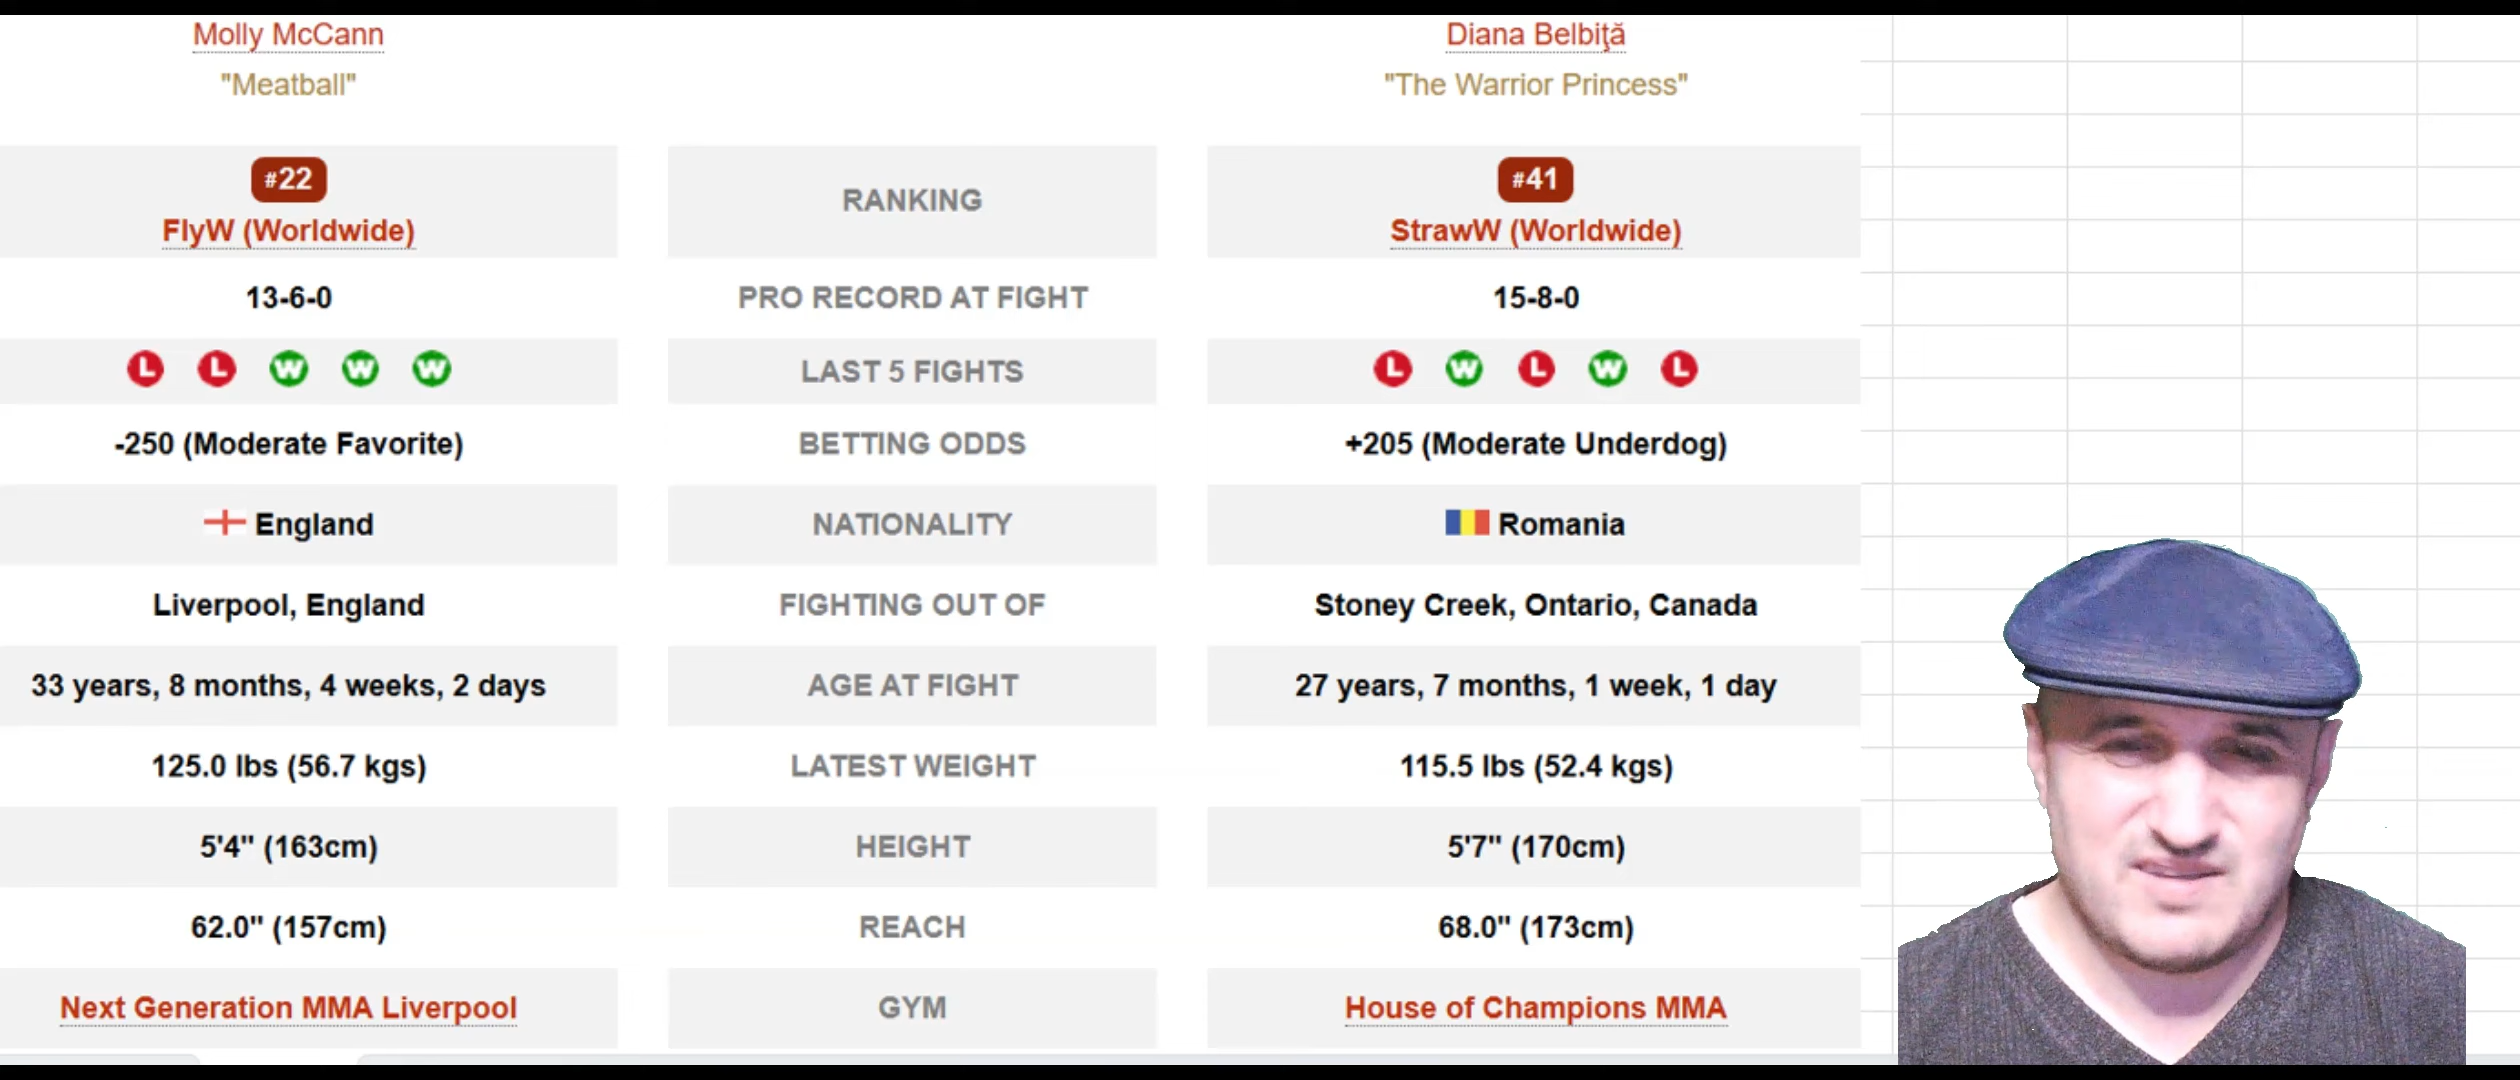 Molly McCann Diana Belbiţă
"Meatball" "The Warrior Princess"
#22 RANKING #41
FlyW (Worldwide) StrawW (Worldwide)
13-6-0 PRO RECORD AT FIGHT 15-8-0
L L W W W LAST 5 FIGHTS L W L W L
-250 (Moderate Favorite) BETTING ODDS +205 (Moderate Underdog)
England NATIONALITY Romania
Liverpool, England FIGHTING OUT OF Stoney Creek, Ontario, Canada
33 years, 8 months, 4 weeks, 2 days AGE AT FIGHT 27 years, 7 months, 1 week, 1 day
125.0 lbs (56.7 kgs) LATEST WEIGHT 115.5 lbs (52.4 kgs)
5'4" (163cm) HEIGHT 5'7" (170cm)
62.0" (157cm) REACH 68.0" (173cm)
Next Generation MMA Liverpool GYM House of Champions MMA